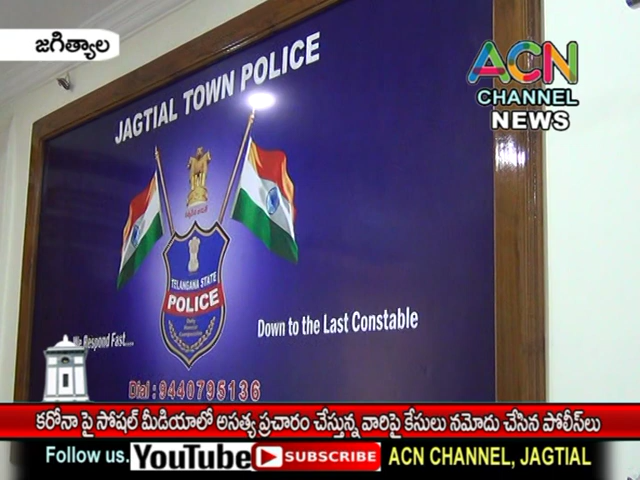 జగిత్యాల
ACN
CHANNEL
NEWS
JAGTIAL TOWN POLICE
TELANGANA STATE
POLICE
We Respond Fast....
Down to the Last Constable
Dial : 9440795136
కరోనా పై సోషల్ మీడియాలో అసత్య ప్రచారం చేస్తున్న వారిపై కేసులు నమోదు చేసిన పోలీస్‌లు
Follow us. YouTube SUBSCRIBE ACN CHANNEL, JAGTIAL